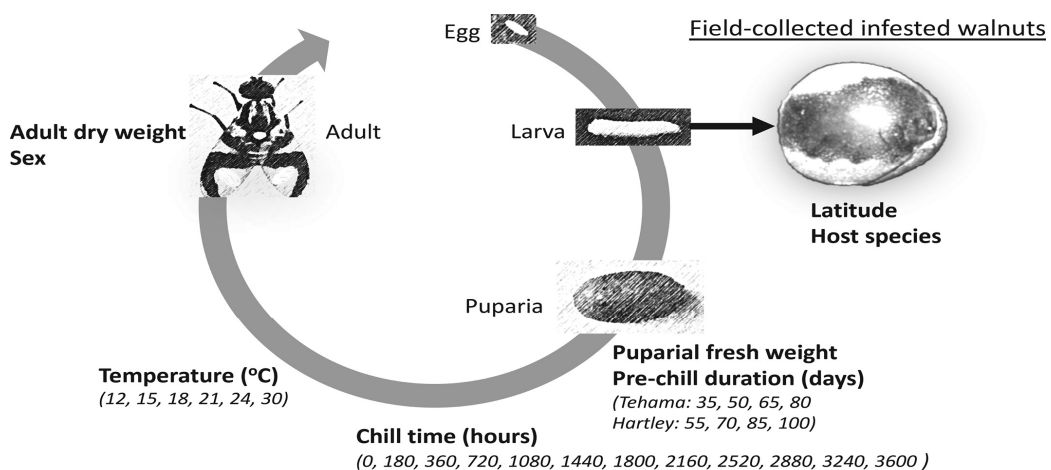 Egg
Field-collected infested walnuts
Adult dry weight
Sex
Adult
Larva
Latitude
Host species
Puparia
Puparial fresh weight
Pre-chill duration (days)
(Tehama: 35, 50, 65, 80
Hartley: 55, 70, 85, 100)
Temperature (°C)
(12, 15, 18, 21, 24, 30)
Chill time (hours)
(0, 180, 360, 720, 1080, 1440, 1800, 2160, 2520, 2880, 3240, 3600 )